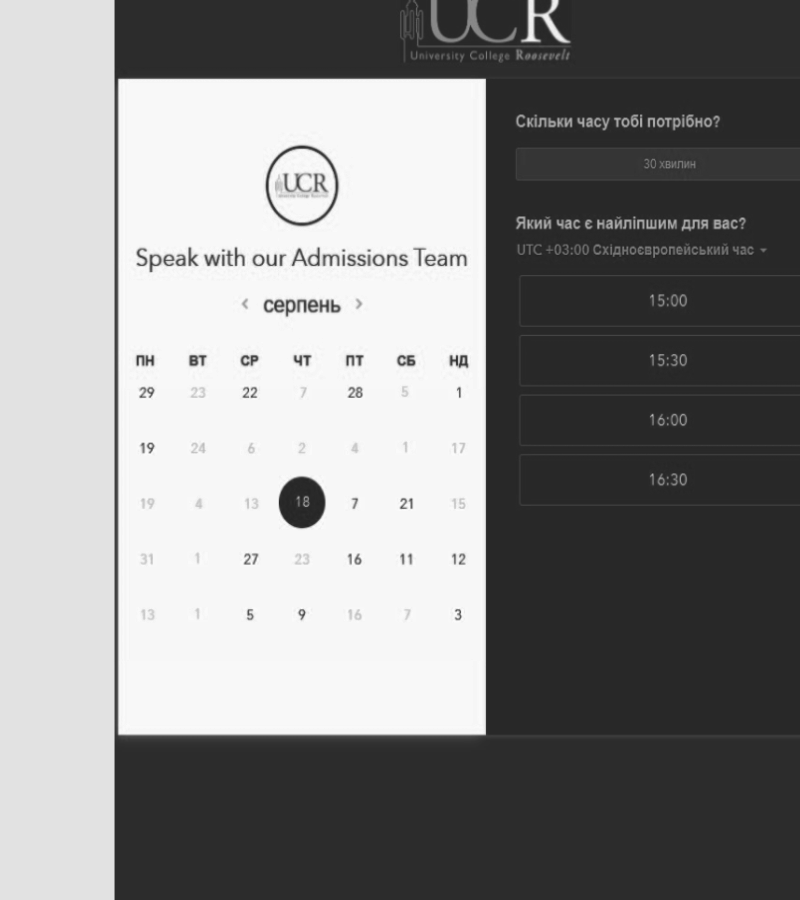 UCR
University College Roosevelt
UCR
Speak with our Admissions Team
‹ серпень ›
ПН ВТ СР ЧТ ПТ СБ НД
29 23 22 7 28 5 1
19 24 6 2 4 1 17
19 4 13 18 7 21 15
31 1 27 23 16 11 12
13 1 5 9 16 7 3
Скільки часу тобі потрібно?
30 хвилин
Який час є найліпшим для вас?
UTC +03:00 Східноєвропейський час
15:00
15:30
16:00
16:30